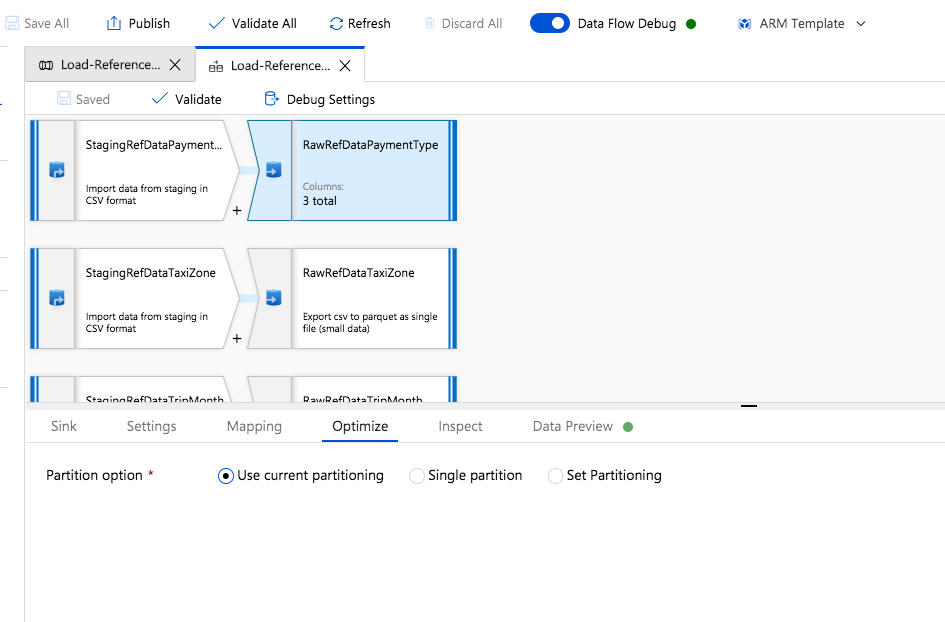 Save All Publish Validate All Refresh Discard All Data Flow Debug ARM Template
Load-Reference... Load-Reference...
Saved Validate Debug Settings
StagingRefDataPayment...
Import data from staging in
CSV format
+
RawRefDataPaymentType
Columns:
3 total
StagingRefDataTaxiZone
Import data from staging in
CSV format
+
RawRefDataTaxiZone
Export csv to parquet as single
file (small data)
StagingRefDataTripMonth
RawRefDataTripMonth
Sink Settings Mapping Optimize Inspect Data Preview
Partition option * Use current partitioning Single partition Set Partitioning